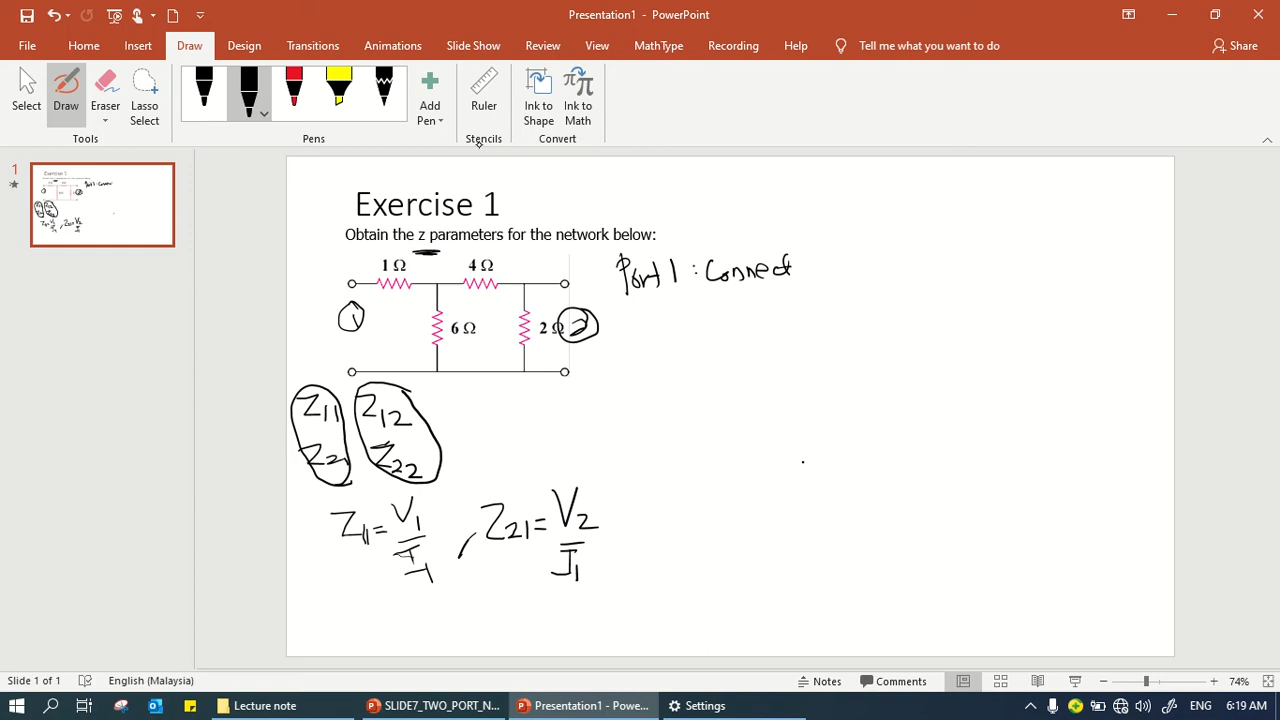 Presentation1 - PowerPoint
File Home Insert Draw Design Transitions Animations Slide Show Review View MathType Recording Help Tell me what you want to do Share
Select Draw Eraser Lasso Select Add Pen Ruler Ink to Shape Ink to Math
Tools Pens Stencils Convert
1
Exercise 1
Obtain the z parameters for the network below:
1 Ω 4 Ω
Port 1 : Connect
1 6 Ω 2 Ω 2
Z11 Z12
Z21 Z22
Z11 = V1/I1 , Z21 = V2/I1
Slide 1 of 1 English (Malaysia) Notes Comments 74%
Lecture note SLIDE7_TWO_PORT_N... Presentation1 - Powe... Settings ENG 6:19 AM